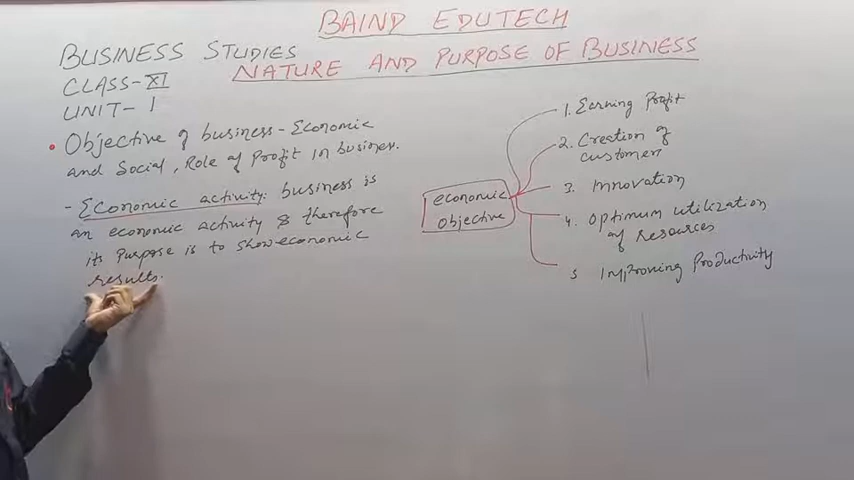 BAIND EDUTECH
BUSINESS STUDIES
NATURE AND PURPOSE OF BUSINESS
CLASS-XI
UNIT- I
• Objective of business - Economic
and Social, Role of Profit in business.
- Economic activity: business is
an economic activity & therefore
its Purpose is to show economic
results.
economic
objective
1. Earning Profit
2. Creation of
customer
3. Innovation
4. Optimum utilization
of resources
5 Improving Productivity